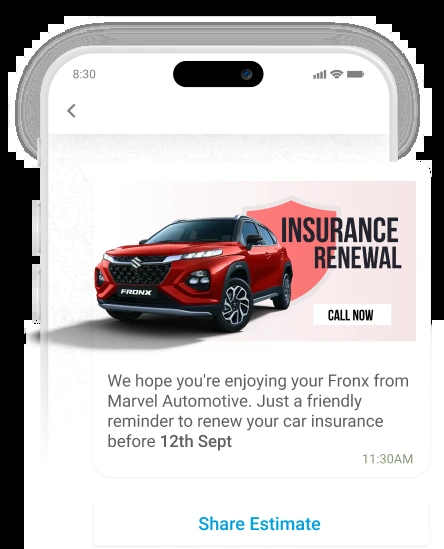 8:30
INSURANCE
RENEWAL
FRONX
CALL NOW
We hope you're enjoying your Fronx from
Marvel Automotive. Just a friendly
reminder to renew your car insurance
before 12th Sept
11:30AM
Share Estimate